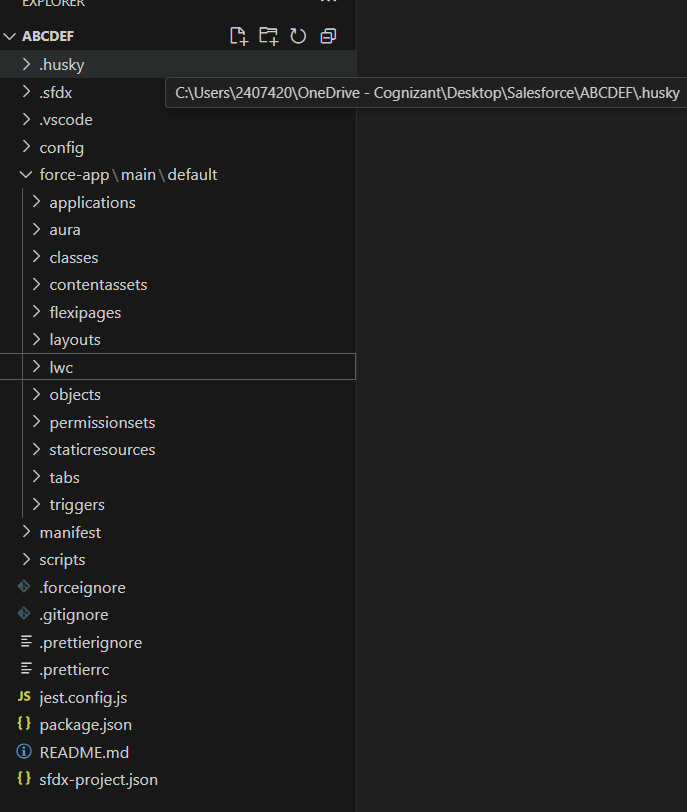 EXPLORER
ABCDEF
.husky
C:\Users\2407420\OneDrive - Cognizant\Desktop\Salesforce\ABCDEF\.husky
.sfdx
.vscode
config
force-app\main\default
applications
aura
classes
contentassets
flexipages
layouts
lwc
objects
permissionsets
staticresources
tabs
triggers
manifest
scripts
.forceignore
.gitignore
.prettierignore
.prettierrc
JS jest.config.js
{} package.json
README.md
{} sfdx-project.json